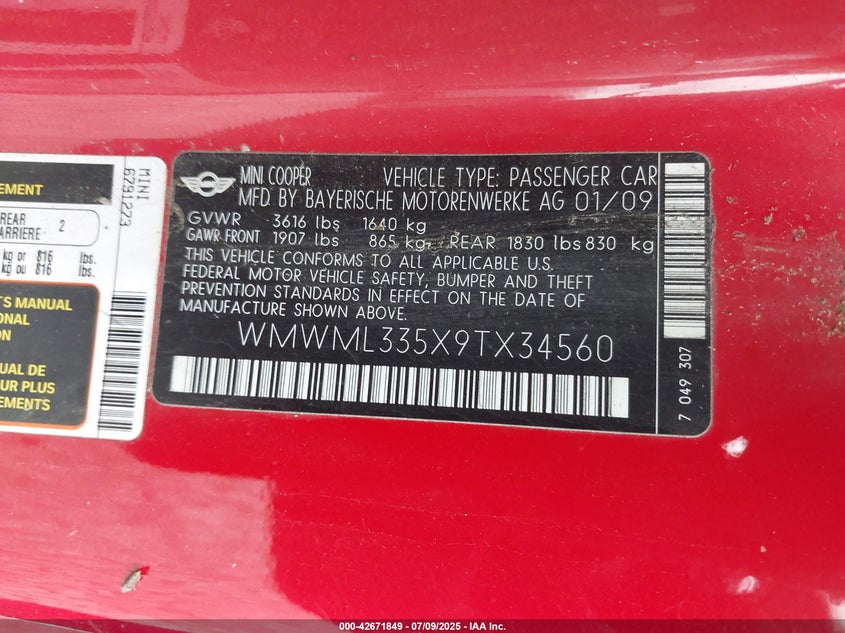 EMENT
REAR
ARRIERE 2
kg or 816 lbs.
kg ou 816 lbs.
'S MANUAL
IONAL
UAL DE
UR PLUS
EMENTS
MINI
6791273
MINI
MINI COOPER VEHICLE TYPE: PASSENGER CAR
MFD BY BAYERISCHE MOTORENWERKE AG 01/09
GVWR 3616 lbs 1640 kg
GAWR FRONT 1907 lbs 865 kg, REAR 1830 lbs 830 kg
THIS VEHICLE CONFORMS TO ALL APPLICABLE U.S.
FEDERAL MOTOR VEHICLE SAFETY, BUMPER AND THEFT
PREVENTION STANDARDS IN EFFECT ON THE DATE OF
MANUFACTURE SHOWN ABOVE.
WMWML335X9TX34560
7 049 307
000-42671849 / 07/09/2025 - IAA Inc.